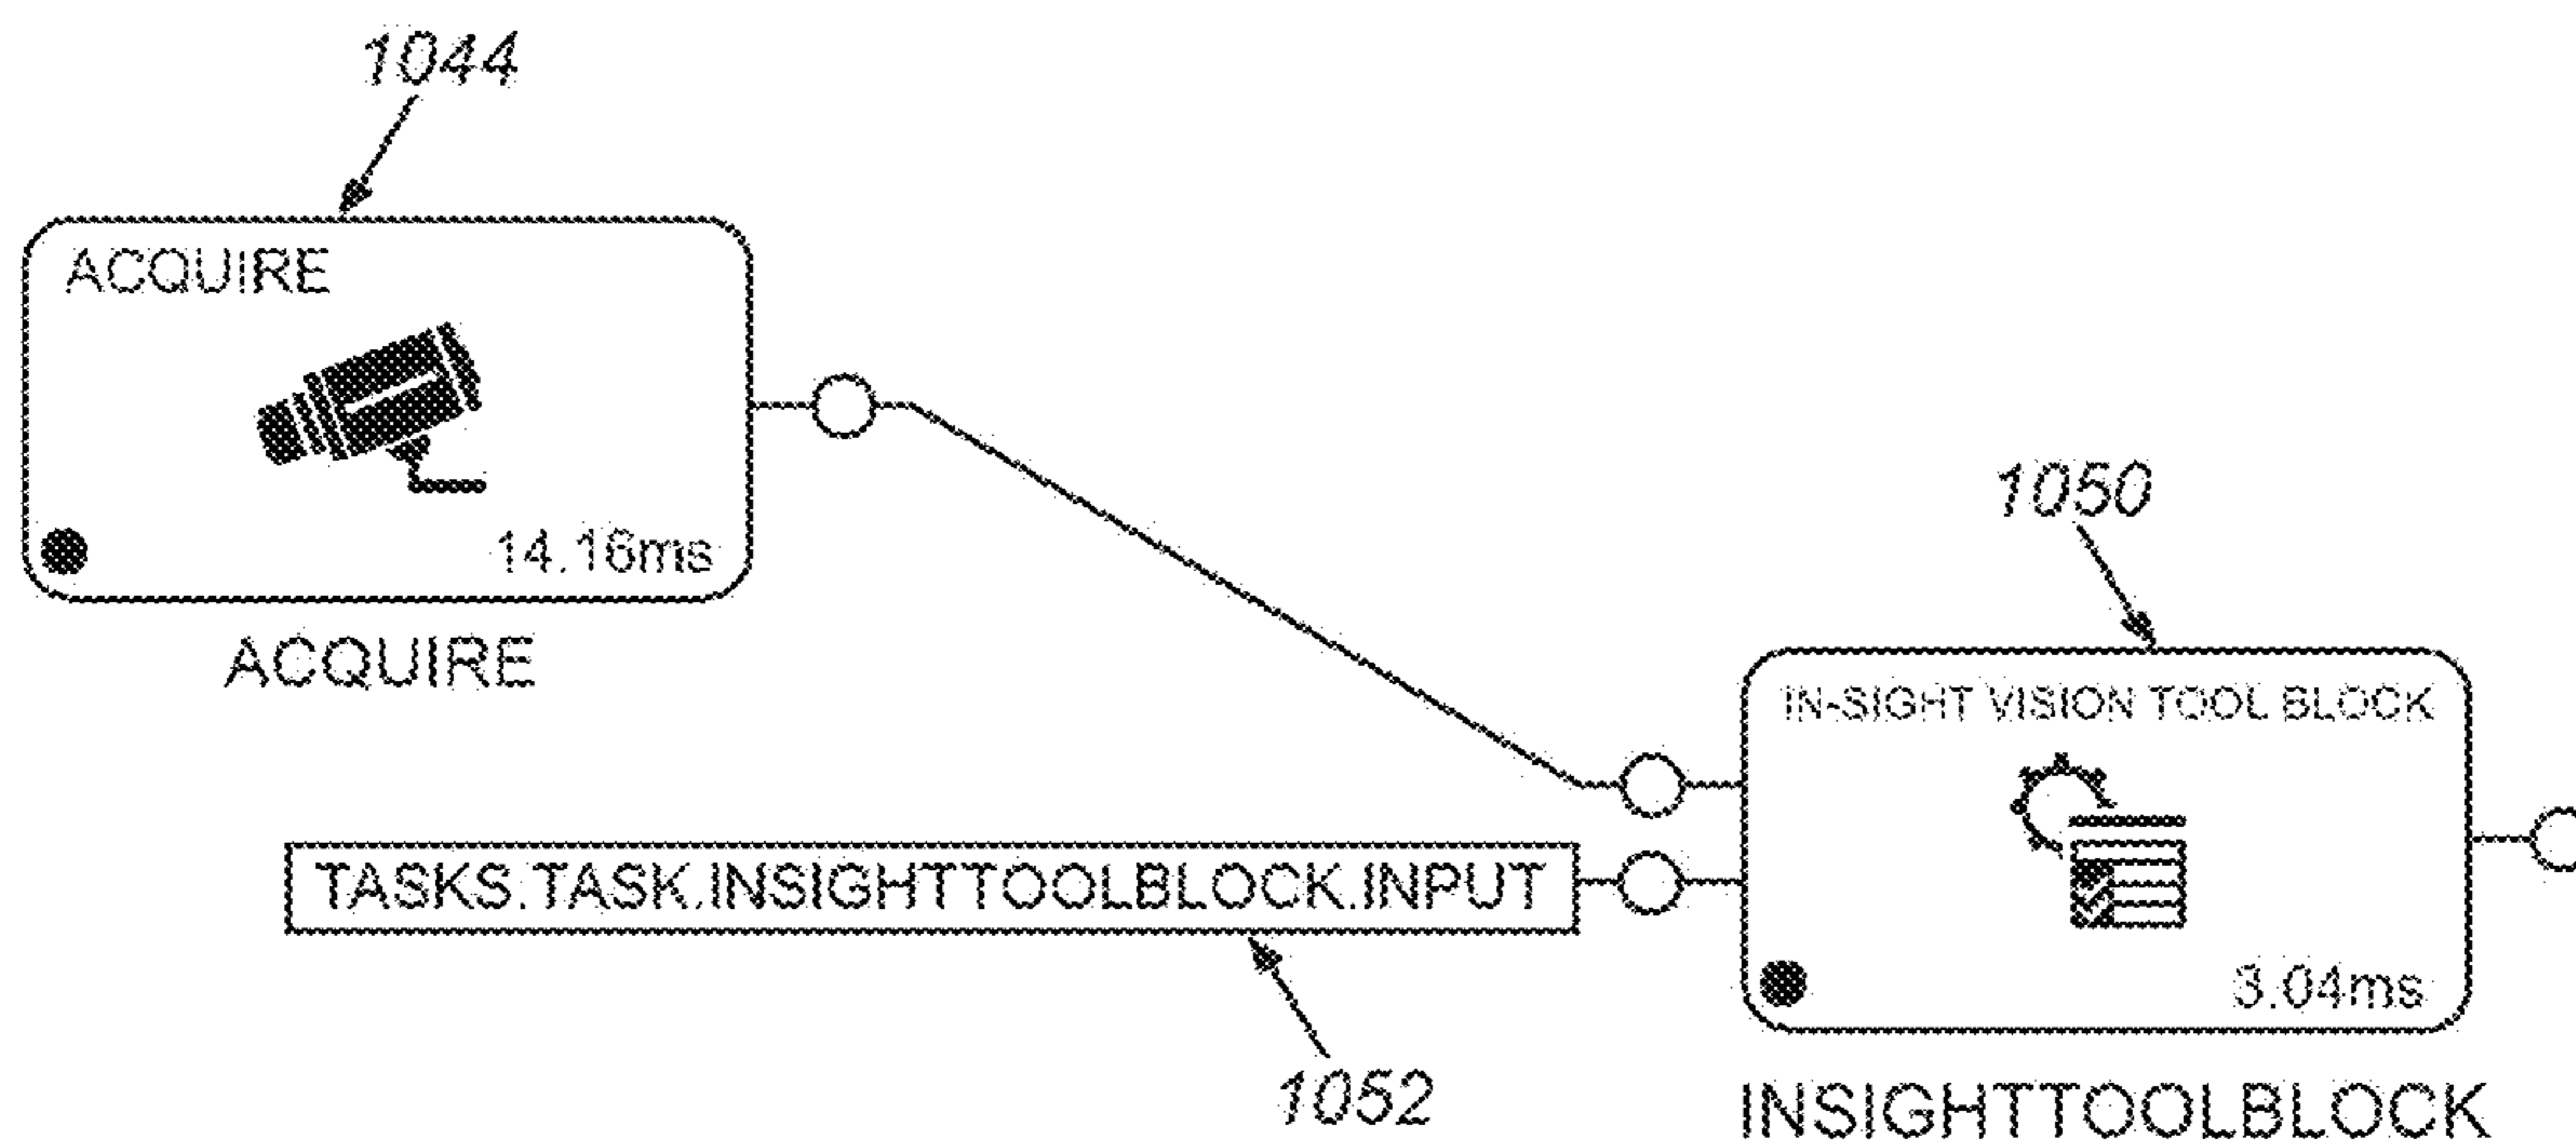 1044
ACQUIRE
14.16ms
ACQUIRE
1050
IN-SIGHT VISION TOOL BLOCK
TASKS.TASK.INSIGHTTOOLBLOCK.INPUT
3.04ms
1052
INSIGHTTOOLBLOCK